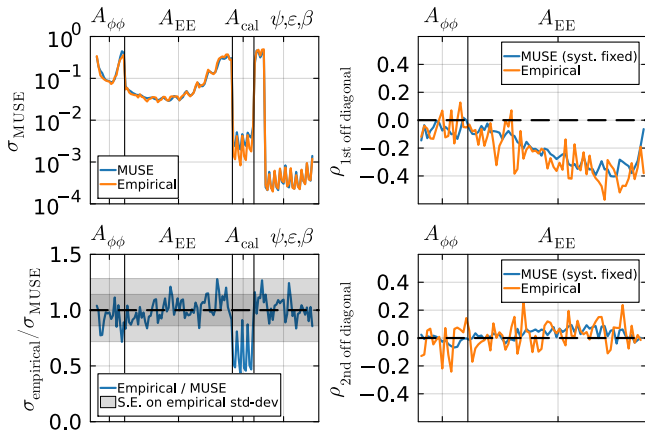 A_ϕϕ A_EE A_cal ψ,ε,β
10^0
10^−1
10^−2
10^−3
10^−4
σ_MUSE
MUSE
Empirical
A_ϕϕ A_EE
0.4
0.2
0.0
−0.2
−0.4
ρ_1st off diagonal
MUSE (syst. fixed)
Empirical
A_ϕϕ A_EE A_cal ψ,ε,β
1.5
1.0
0.5
0.0
σ_empirical/σ_MUSE
Empirical / MUSE
S.E. on empirical std-dev
A_ϕϕ A_EE
0.4
0.2
0.0
−0.2
−0.4
ρ_2nd off diagonal
MUSE (syst. fixed)
Empirical